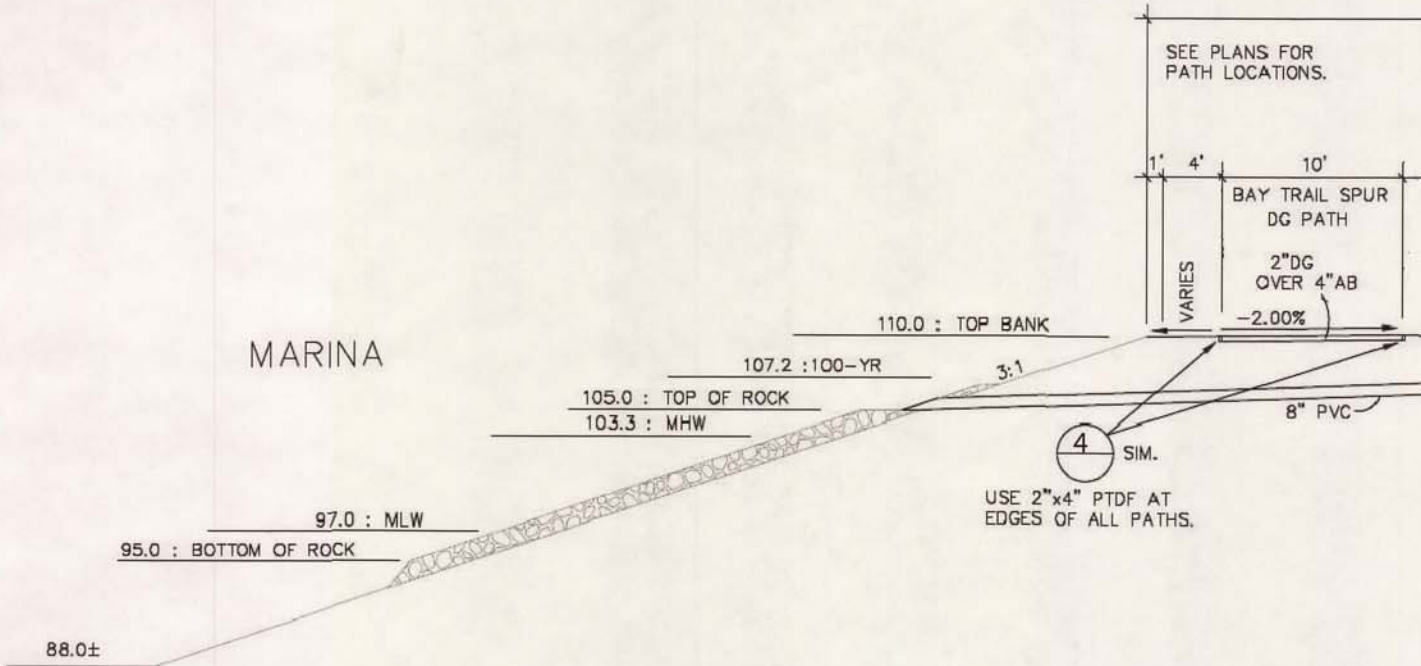 SEE PLANS FOR
PATH LOCATIONS.
1' 4' 10'
BAY TRAIL SPUR
DG PATH
2"DG
OVER 4"AB
VARIES
-2.00%
110.0 : TOP BANK
MARINA
107.2 :100-YR
3:1
105.0 : TOP OF ROCK
8" PVC
103.3 : MHW
4 SIM.
USE 2"x4" PTDF AT
EDGES OF ALL PATHS.
97.0 : MLW
95.0 : BOTTOM OF ROCK
88.0±